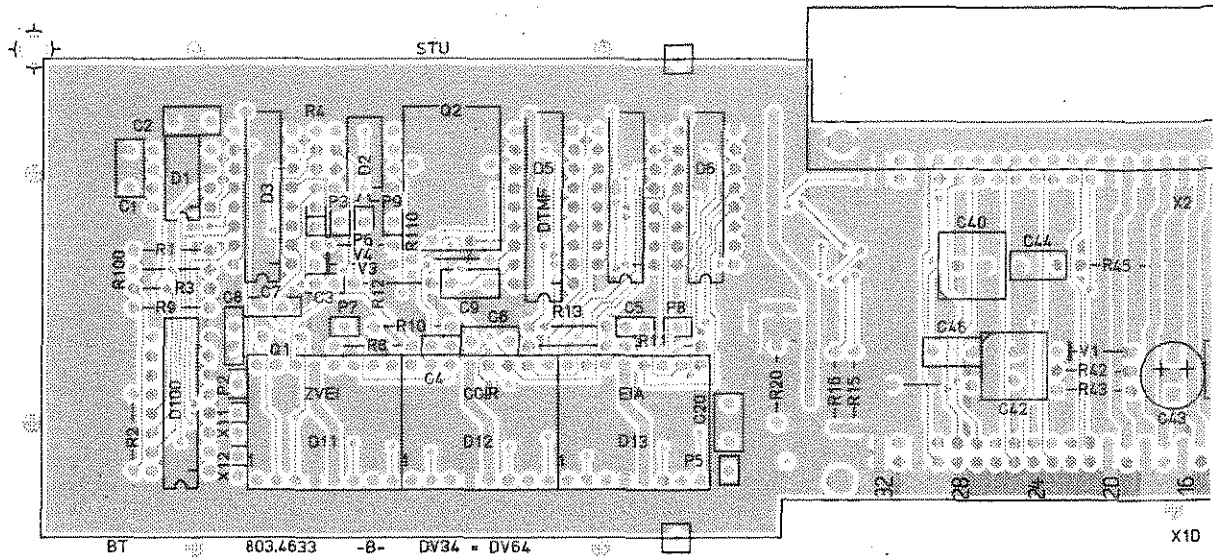 STU
C2
R4
Q2
D1
D3
D2
D5
DTMF
D6
C1
P3
P9
R110
P6
V4
V3
X2
C40
C44
R100
R1
R3
R9
R45
C8
C7
C3
R12
C9
C6
R13
C5
P8
P7
R10
R8
R11
Q1
C4
C46
V1
R42
R43
C42
C43
R20
R16
R15
P2
D100
R2
X11
X12
ZVEI
CCIR
EIA
D11
D12
D13
C20
P5
32
28
24
20
16
X10
BT 803.4633 -B- DV34 = DV64